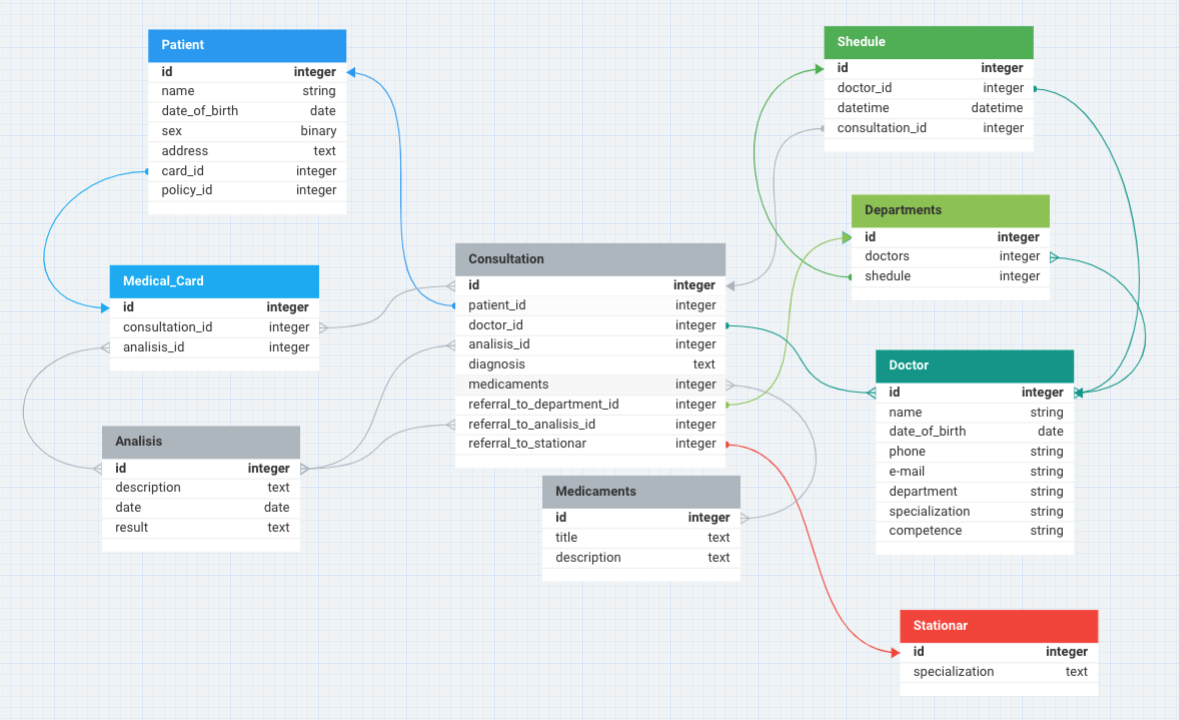 Patient
id integer
name string
date_of_birth date
sex binary
address text
card_id integer
policy_id integer
Shedule
id integer
doctor_id integer
datetime datetime
consultation_id integer
Departments
id integer
doctors integer
shedule integer
Consultation
id integer
patient_id integer
doctor_id integer
analisis_id integer
diagnosis text
medicaments integer
referral_to_department_id integer
referral_to_analisis_id integer
referral_to_stationar integer
Medical_Card
id integer
consultation_id integer
analisis_id integer
Doctor
id integer
name string
date_of_birth date
phone string
e-mail string
department string
specialization string
competence string
Analisis
id integer
description text
date date
result text
Medicaments
id integer
title text
description text
Stationar
id integer
specialization text